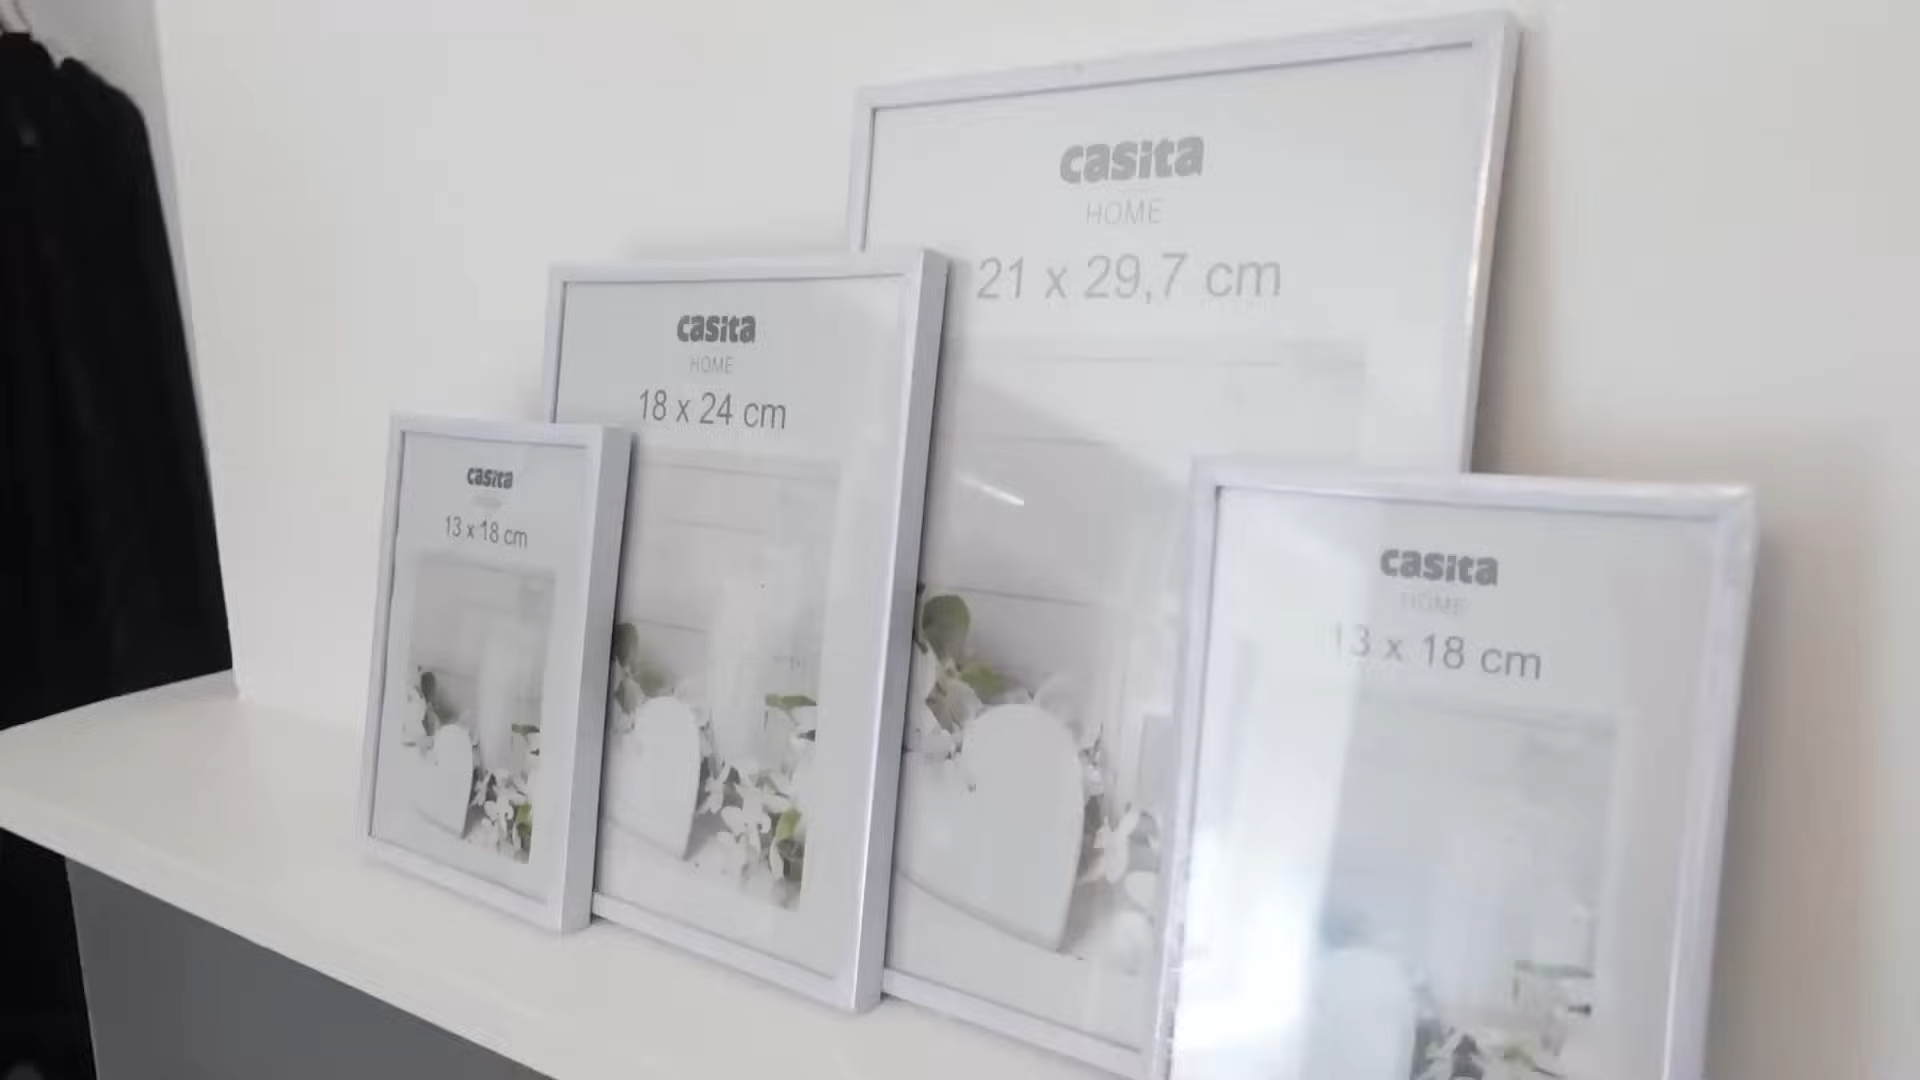 casita
HOME
21 x 29,7 cm
casita
HOME
18 x 24 cm
casita
13 x 18 cm
casita
HOME
13 x 18 cm